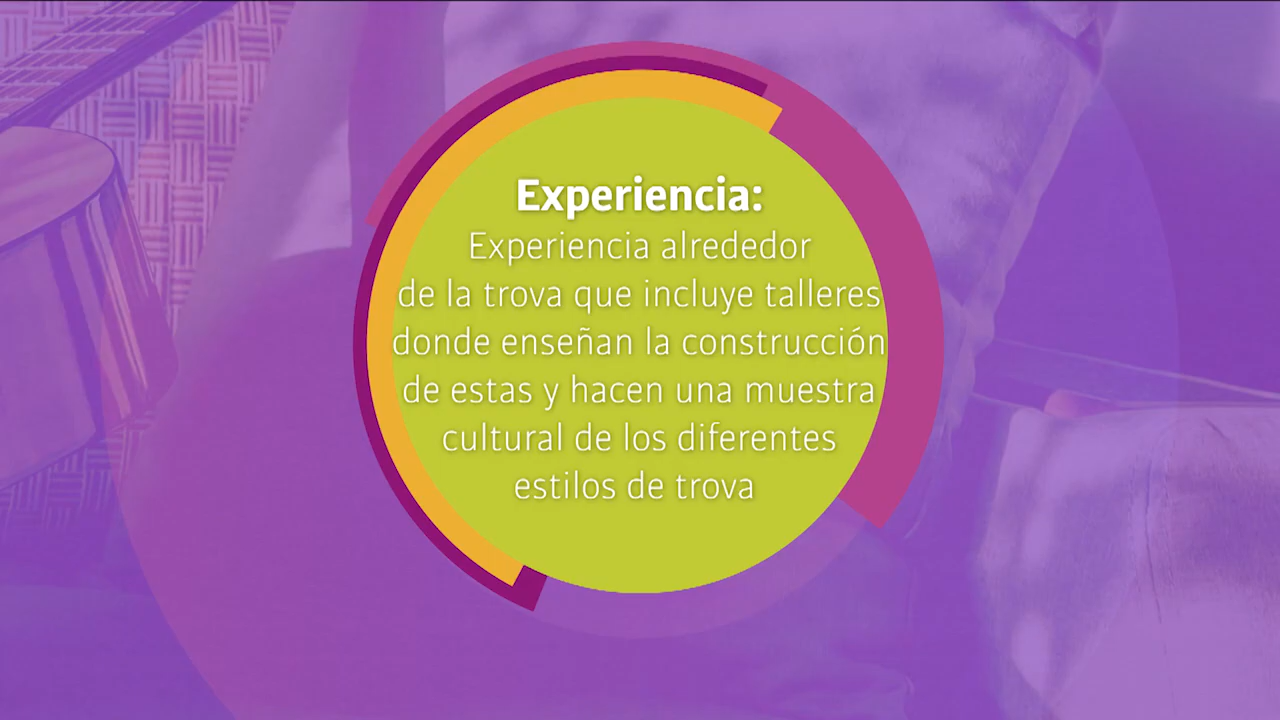 Experiencia:
Experiencia alrededor
de la trova que incluye talleres
donde enseñan la construcción
de estas y hacen una muestra
cultural de los diferentes
estilos de trova